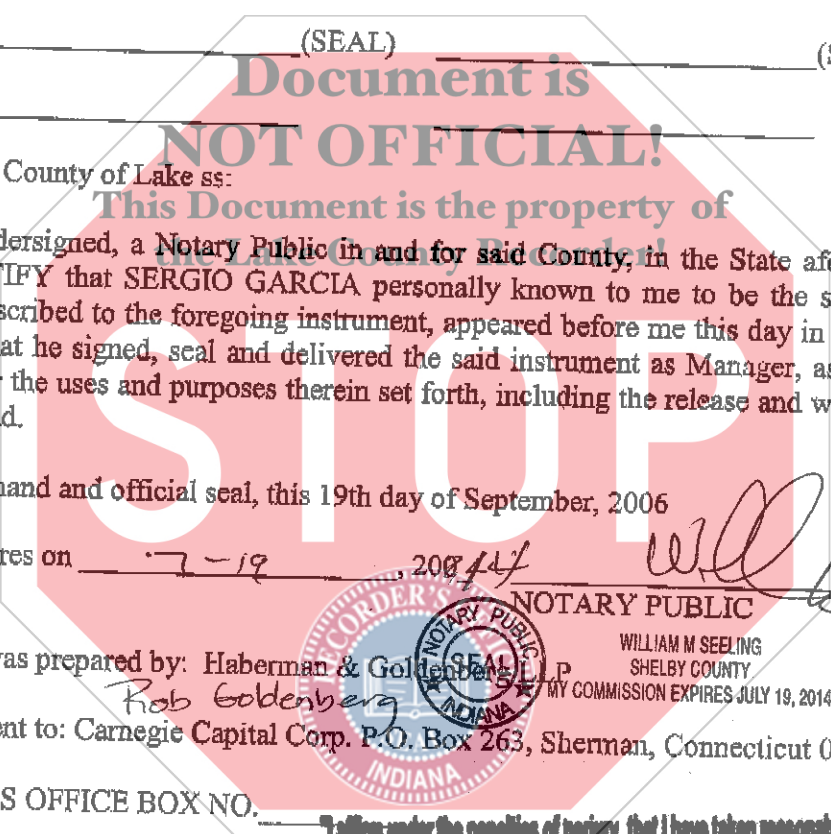 (SEAL)
Document is
NOT OFFICIAL!
County of Lake ss:
This Document is the property of
the Lake County Recorder!
dersigned, a Notary Public in and for said County, in the State afo
TIFY that SERGIO GARCIA personally known to me to be the s
scribed to the foregoing instrument, appeared before me this day in
at he signed, seal and delivered the said instrument as Manager, as
r the uses and purposes therein set forth, including the release and w
d.
STOP
hand and official seal, this 19th day of September, 2006
res on 7-19, 20
NOTARY PUBLIC
WILLIAM M SEELING
SHELBY COUNTY
MY COMMISSION EXPIRES JULY 19, 2014
NOTARY PUBLIC
SEAL
INDIANA
was prepared by: Haberman & Goldenberg, LLP
Rob Goldenberg
ent to: Carnegie Capital Corp. P.O. Box 263, Sherman, Connecticut 0
RECORDER'S
INDIANA
S OFFICE BOX NO.